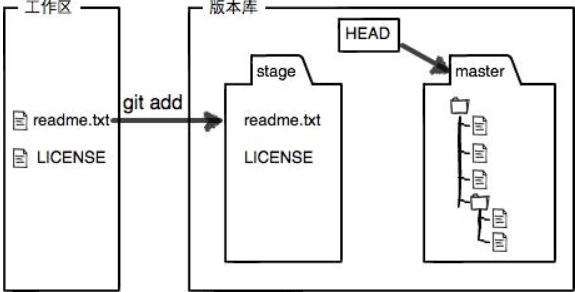 工作区
版本库
HEAD
stage
master
git add
readme.txt
readme.txt
LICENSE
LICENSE